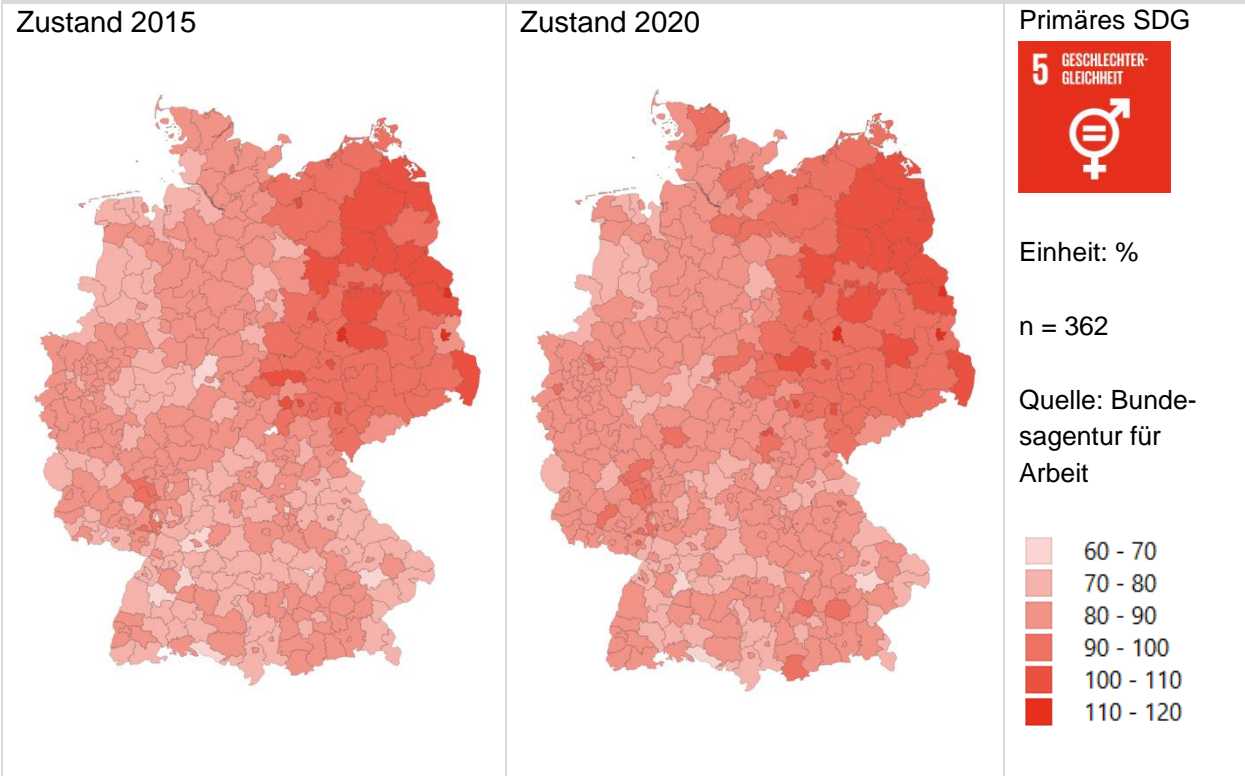 Zustand 2015
Zustand 2020
Primäres SDG
5 GESCHLECHTER-
GLEICHHEIT
Einheit: %
n = 362
Quelle: Bunde-
sagentur für
Arbeit
60 - 70
70 - 80
80 - 90
90 - 100
100 - 110
110 - 120